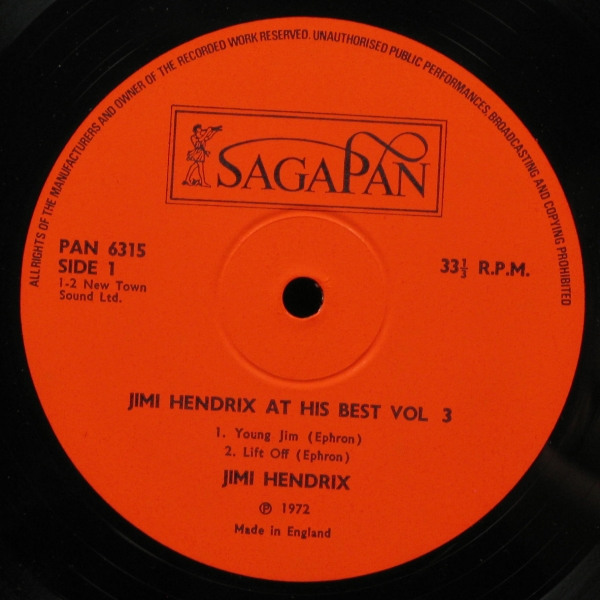 ALL RIGHTS OF THE MANUFACTURERS AND OWNER OF THE RECORDED WORK RESERVED. UNAUTHORISED PUBLIC PERFORMANCES, BROADCASTING AND COPYING PROHIBITED
SAGAPAN
PAN 6315
SIDE 1
1-2 New Town
Sound Ltd.
33⅓ R.P.M.
JIMI HENDRIX AT HIS BEST VOL 3
1. Young Jim (Ephron)
2. Lift Off (Ephron)
JIMI HENDRIX
℗ 1972
Made in England